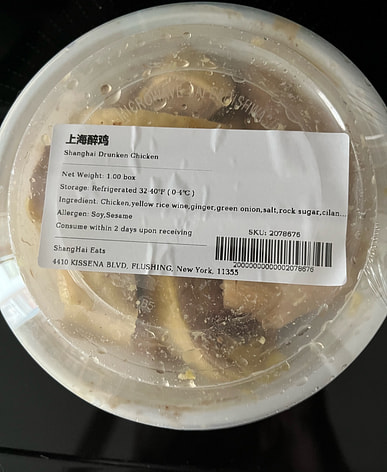 上海醉鸡
Shanghai Drunken Chicken
Net Weight: 1.00 box
Storage: Refrigerated 32-40°F ( 0-4°C )
Ingredient: Chicken,yellow rice wine,ginger,green onion,salt,rock sugar,cilan...
Allergen: Soy,Sesame
Consume within 2 days upon receiving
SKU: 2078676
ShangHai Eats
4410 KISSENA BLVD, FLUSHING, New York, 11355